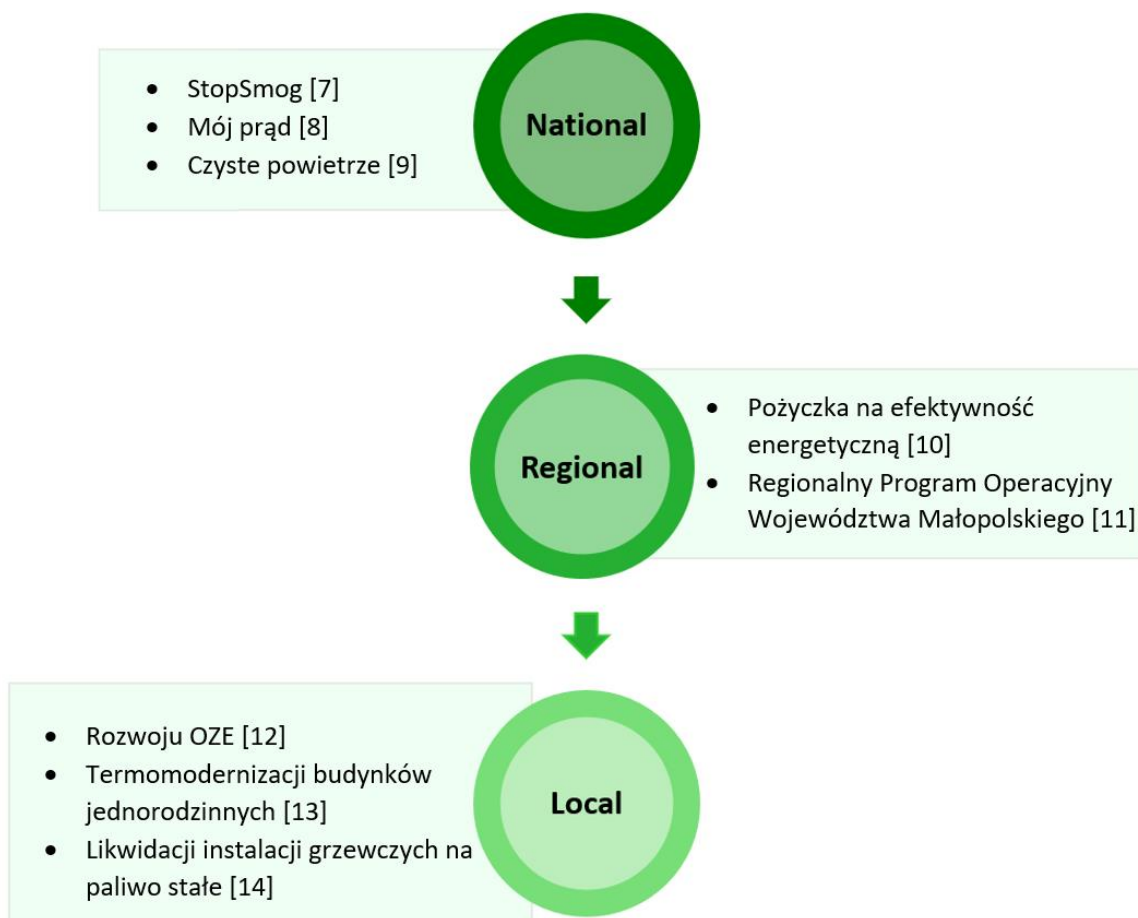 StopSmog [7]
Mój prąd [8]
Czyste powietrze [9]
National
Regional
Pożyczka na efektywność
energetyczną [10]
Regionalny Program Operacyjny
Województwa Małopolskiego [11]
Rozwoju OZE [12]
Termomodernizacji budynków
jednorodzinnych [13]
Likwidacji instalacji grzewczych na
paliwo stałe [14]
Local